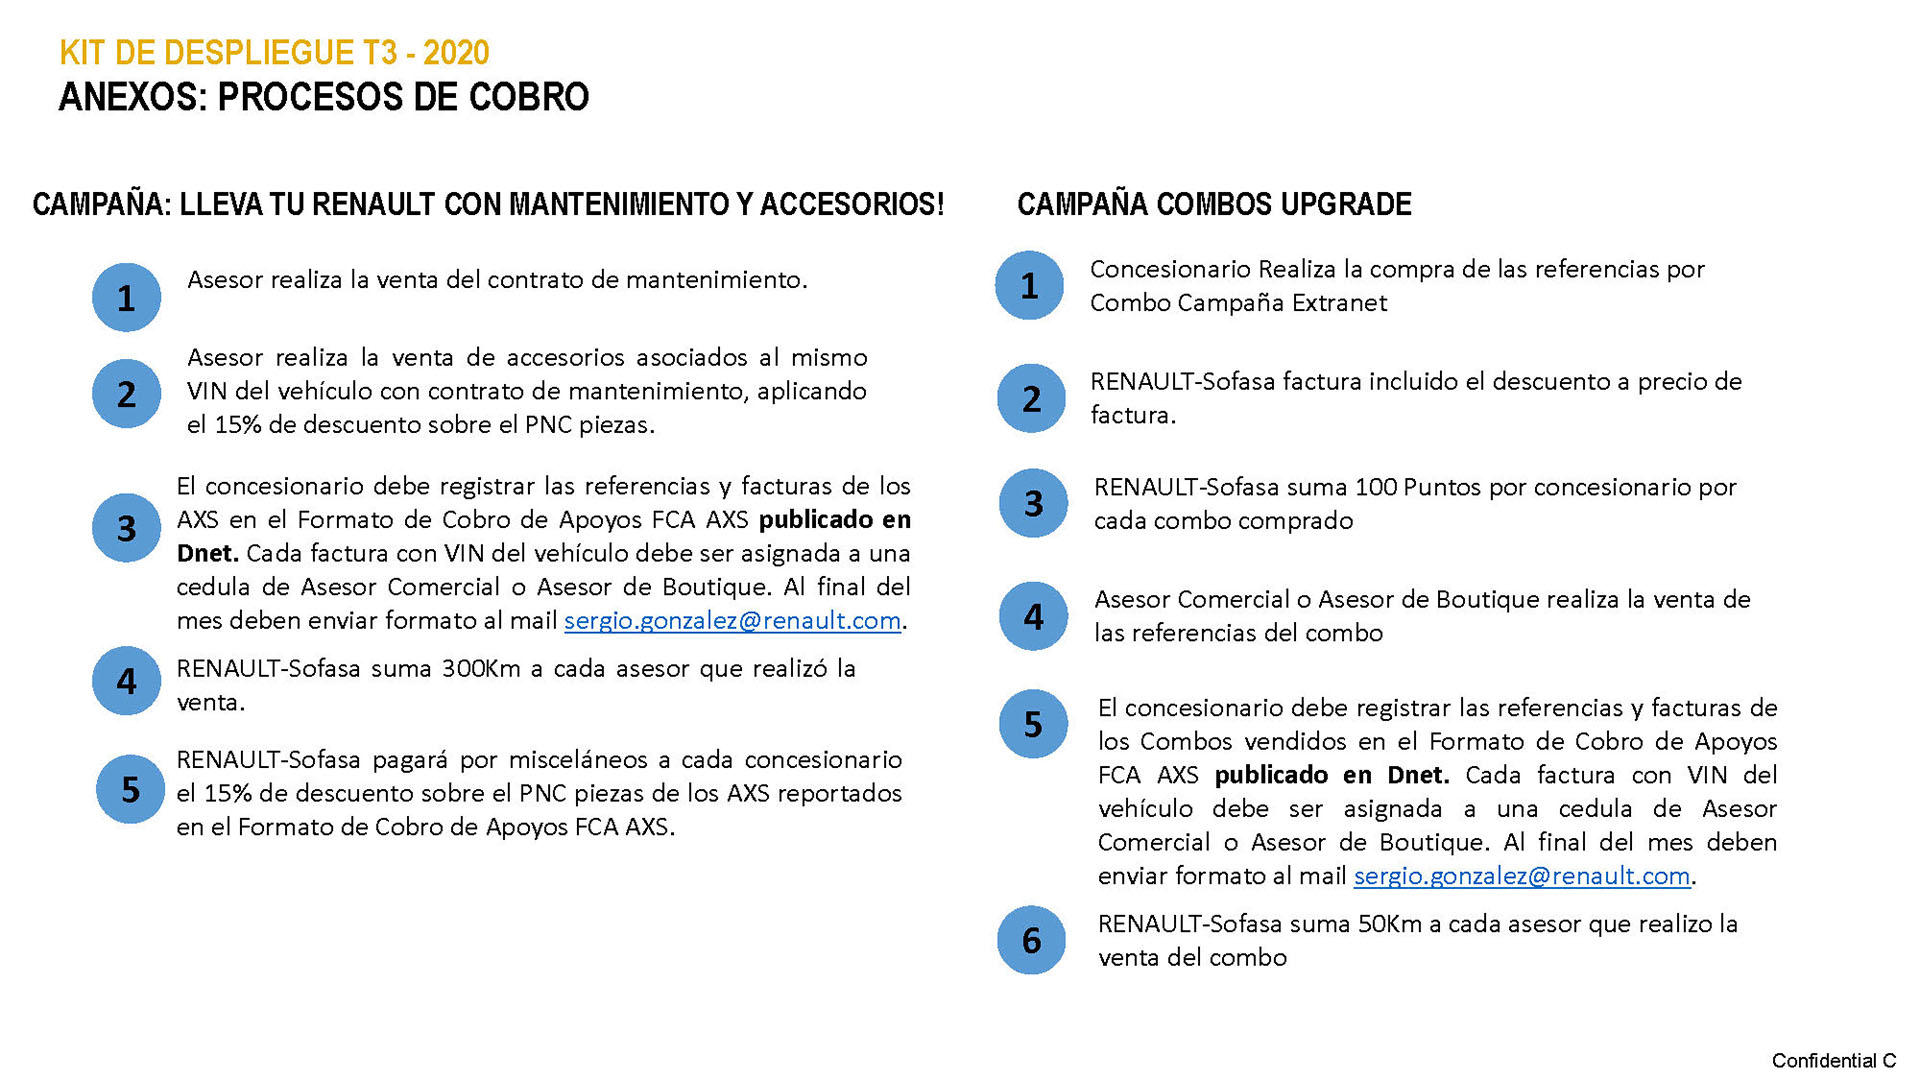 KIT DE DESPLIEGUE T3 - 2020
ANEXOS: PROCESOS DE COBRO
CAMPAÑA: LLEVA TU RENAULT CON MANTENIMIENTO Y ACCESORIOS!
1
Asesor realiza la venta del contrato de mantenimiento.
2
Asesor realiza la venta de accesorios asociados al mismo
VIN del vehículo con contrato de mantenimiento, aplicando
el 15% de descuento sobre el PNC piezas.
3
El concesionario debe registrar las referencias y facturas de los
AXS en el Formato de Cobro de Apoyos FCA AXS publicado en
Dnet. Cada factura con VIN del vehículo debe ser asignada a una
cedula de Asesor Comercial o Asesor de Boutique. Al final del
mes deben enviar formato al mail sergio.gonzalez@renault.com.
4
RENAULT-Sofasa suma 300Km a cada asesor que realizó la
venta.
5
RENAULT-Sofasa pagará por misceláneos a cada concesionario
el 15% de descuento sobre el PNC piezas de los AXS reportados
en el Formato de Cobro de Apoyos FCA AXS.
CAMPAÑA COMBOS UPGRADE
1
Concesionario Realiza la compra de las referencias por
Combo Campaña Extranet
2
RENAULT-Sofasa factura incluido el descuento a precio de
factura.
3
RENAULT-Sofasa suma 100 Puntos por concesionario por
cada combo comprado
4
Asesor Comercial o Asesor de Boutique realiza la venta de
las referencias del combo
5
El concesionario debe registrar las referencias y facturas de
los Combos vendidos en el Formato de Cobro de Apoyos
FCA AXS publicado en Dnet. Cada factura con VIN del
vehículo debe ser asignada a una cedula de Asesor
Comercial o Asesor de Boutique. Al final del mes deben
enviar formato al mail sergio.gonzalez@renault.com.
6
RENAULT-Sofasa suma 50Km a cada asesor que realizo la
venta del combo
Confidential C